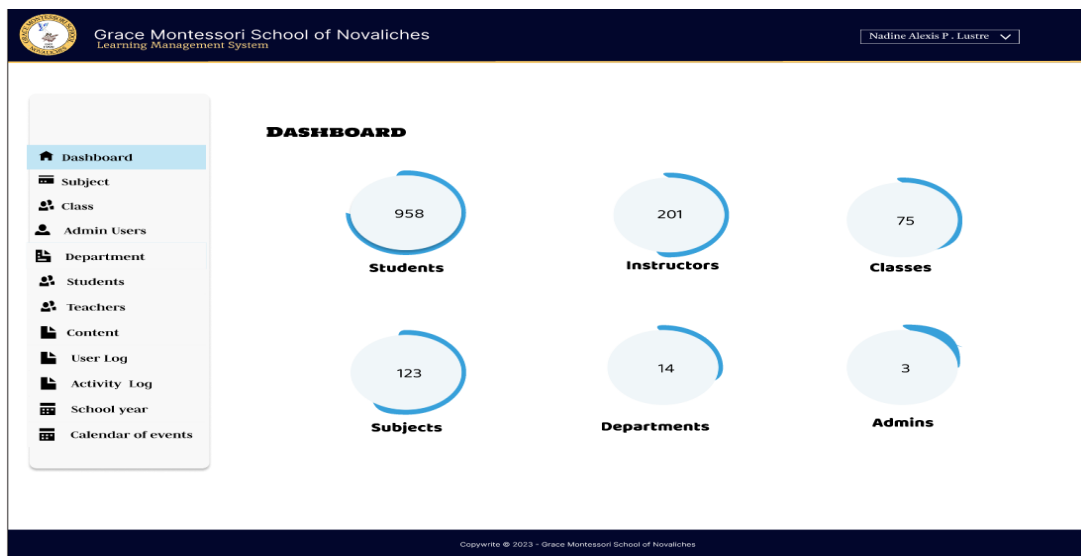 Grace Montessori School of Novaliches
Learning Management System
Nadine Alexis P . Lustre
Dashboard
Subject
Class
Admin Users
Department
Students
Teachers
Content
User Log
Activity Log
School year
Calendar of events
DASHBOARD
958
Students
201
Instructors
75
Classes
123
Subjects
14
Departments
3
Admins
Copywrite © 2023 - Grace Montessori School of Novaliches